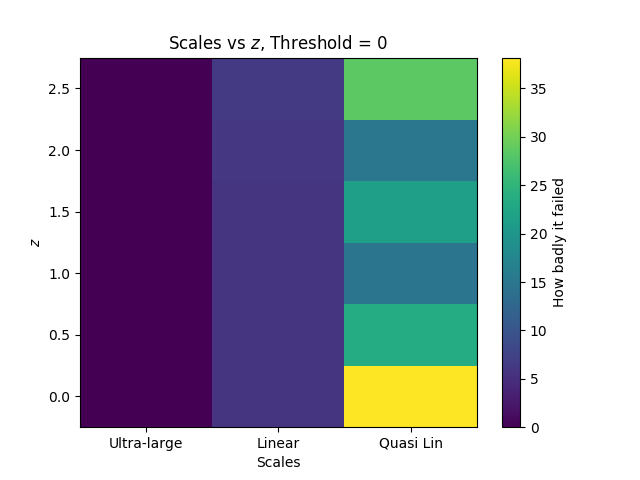 Scales vs z, Threshold = 0
2.5
2.0
1.5
1.0
0.5
0.0
z
Ultra-large Linear Quasi Lin
Scales
35
30
25
20
15
10
5
0
How badly it failed